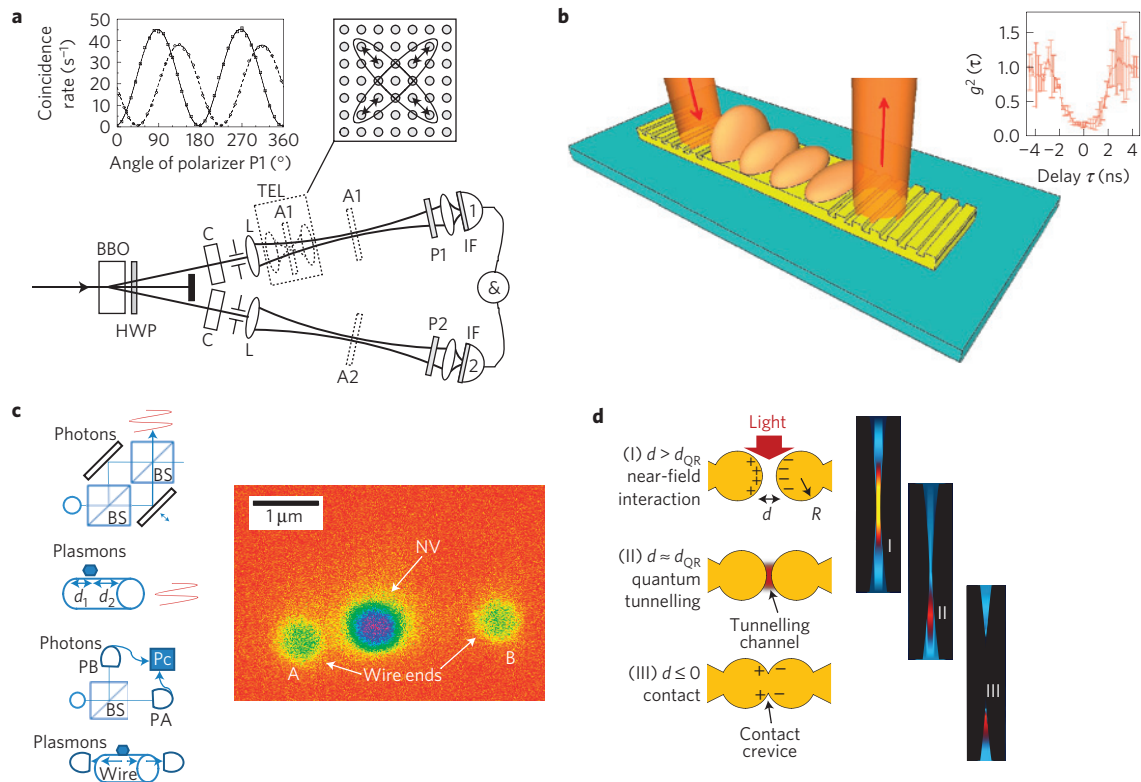 a
50
40
30
20
10
0
Coincidence
rate (s⁻¹)
0 90 180 270 360
Angle of polarizer P1 (°)
TEL
A1
A1
1
IF
P1
L
C
BBO
HWP
&
C
L
A2
P2
IF
2
b
g² (τ)
1.5
1.0
0.5
0.0
−4 −2 0 2 4
Delay τ (ns)
c
Photons
BS
BS
Plasmons
d₁ d₂
Photons
PB
Pc
BS
PA
Plasmons
Wire
1 μm
NV
A
Wire ends
B
d
Light
(I) d > dQR
near-field
interaction
+ + + +
− − − −
d
R
(II) d ≈ dQR
quantum
tunnelling
Tunnelling
channel
(III) d ≤ 0
contact
+ −
+ −
Contact
crevice
I
II
III